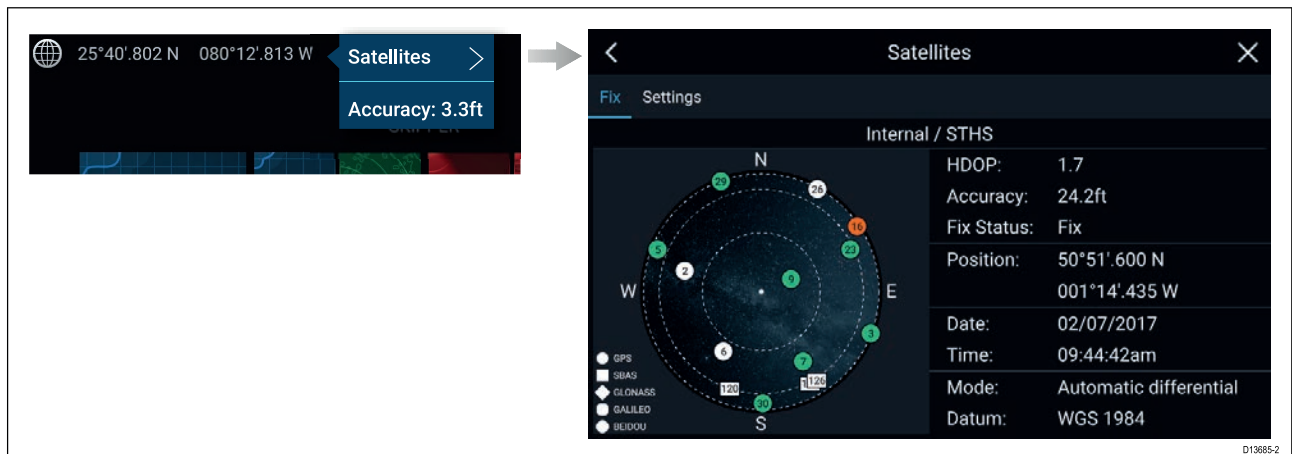 25°40'.802 N 080°12'.813 W
Satellites
Accuracy: 3.3ft
Satellites
Fix Settings
Internal / STHS
N
29
26
16
5
23
2
9
W
E
3
6
7
120
126
30
S
GPS
SBAS
GLONASS
GALILEO
BEIDOU
HDOP: 1.7
Accuracy: 24.2ft
Fix Status: Fix
Position: 50°51'.600 N
001°14'.435 W
Date: 02/07/2017
Time: 09:44:42am
Mode: Automatic differential
Datum: WGS 1984
D13685-2